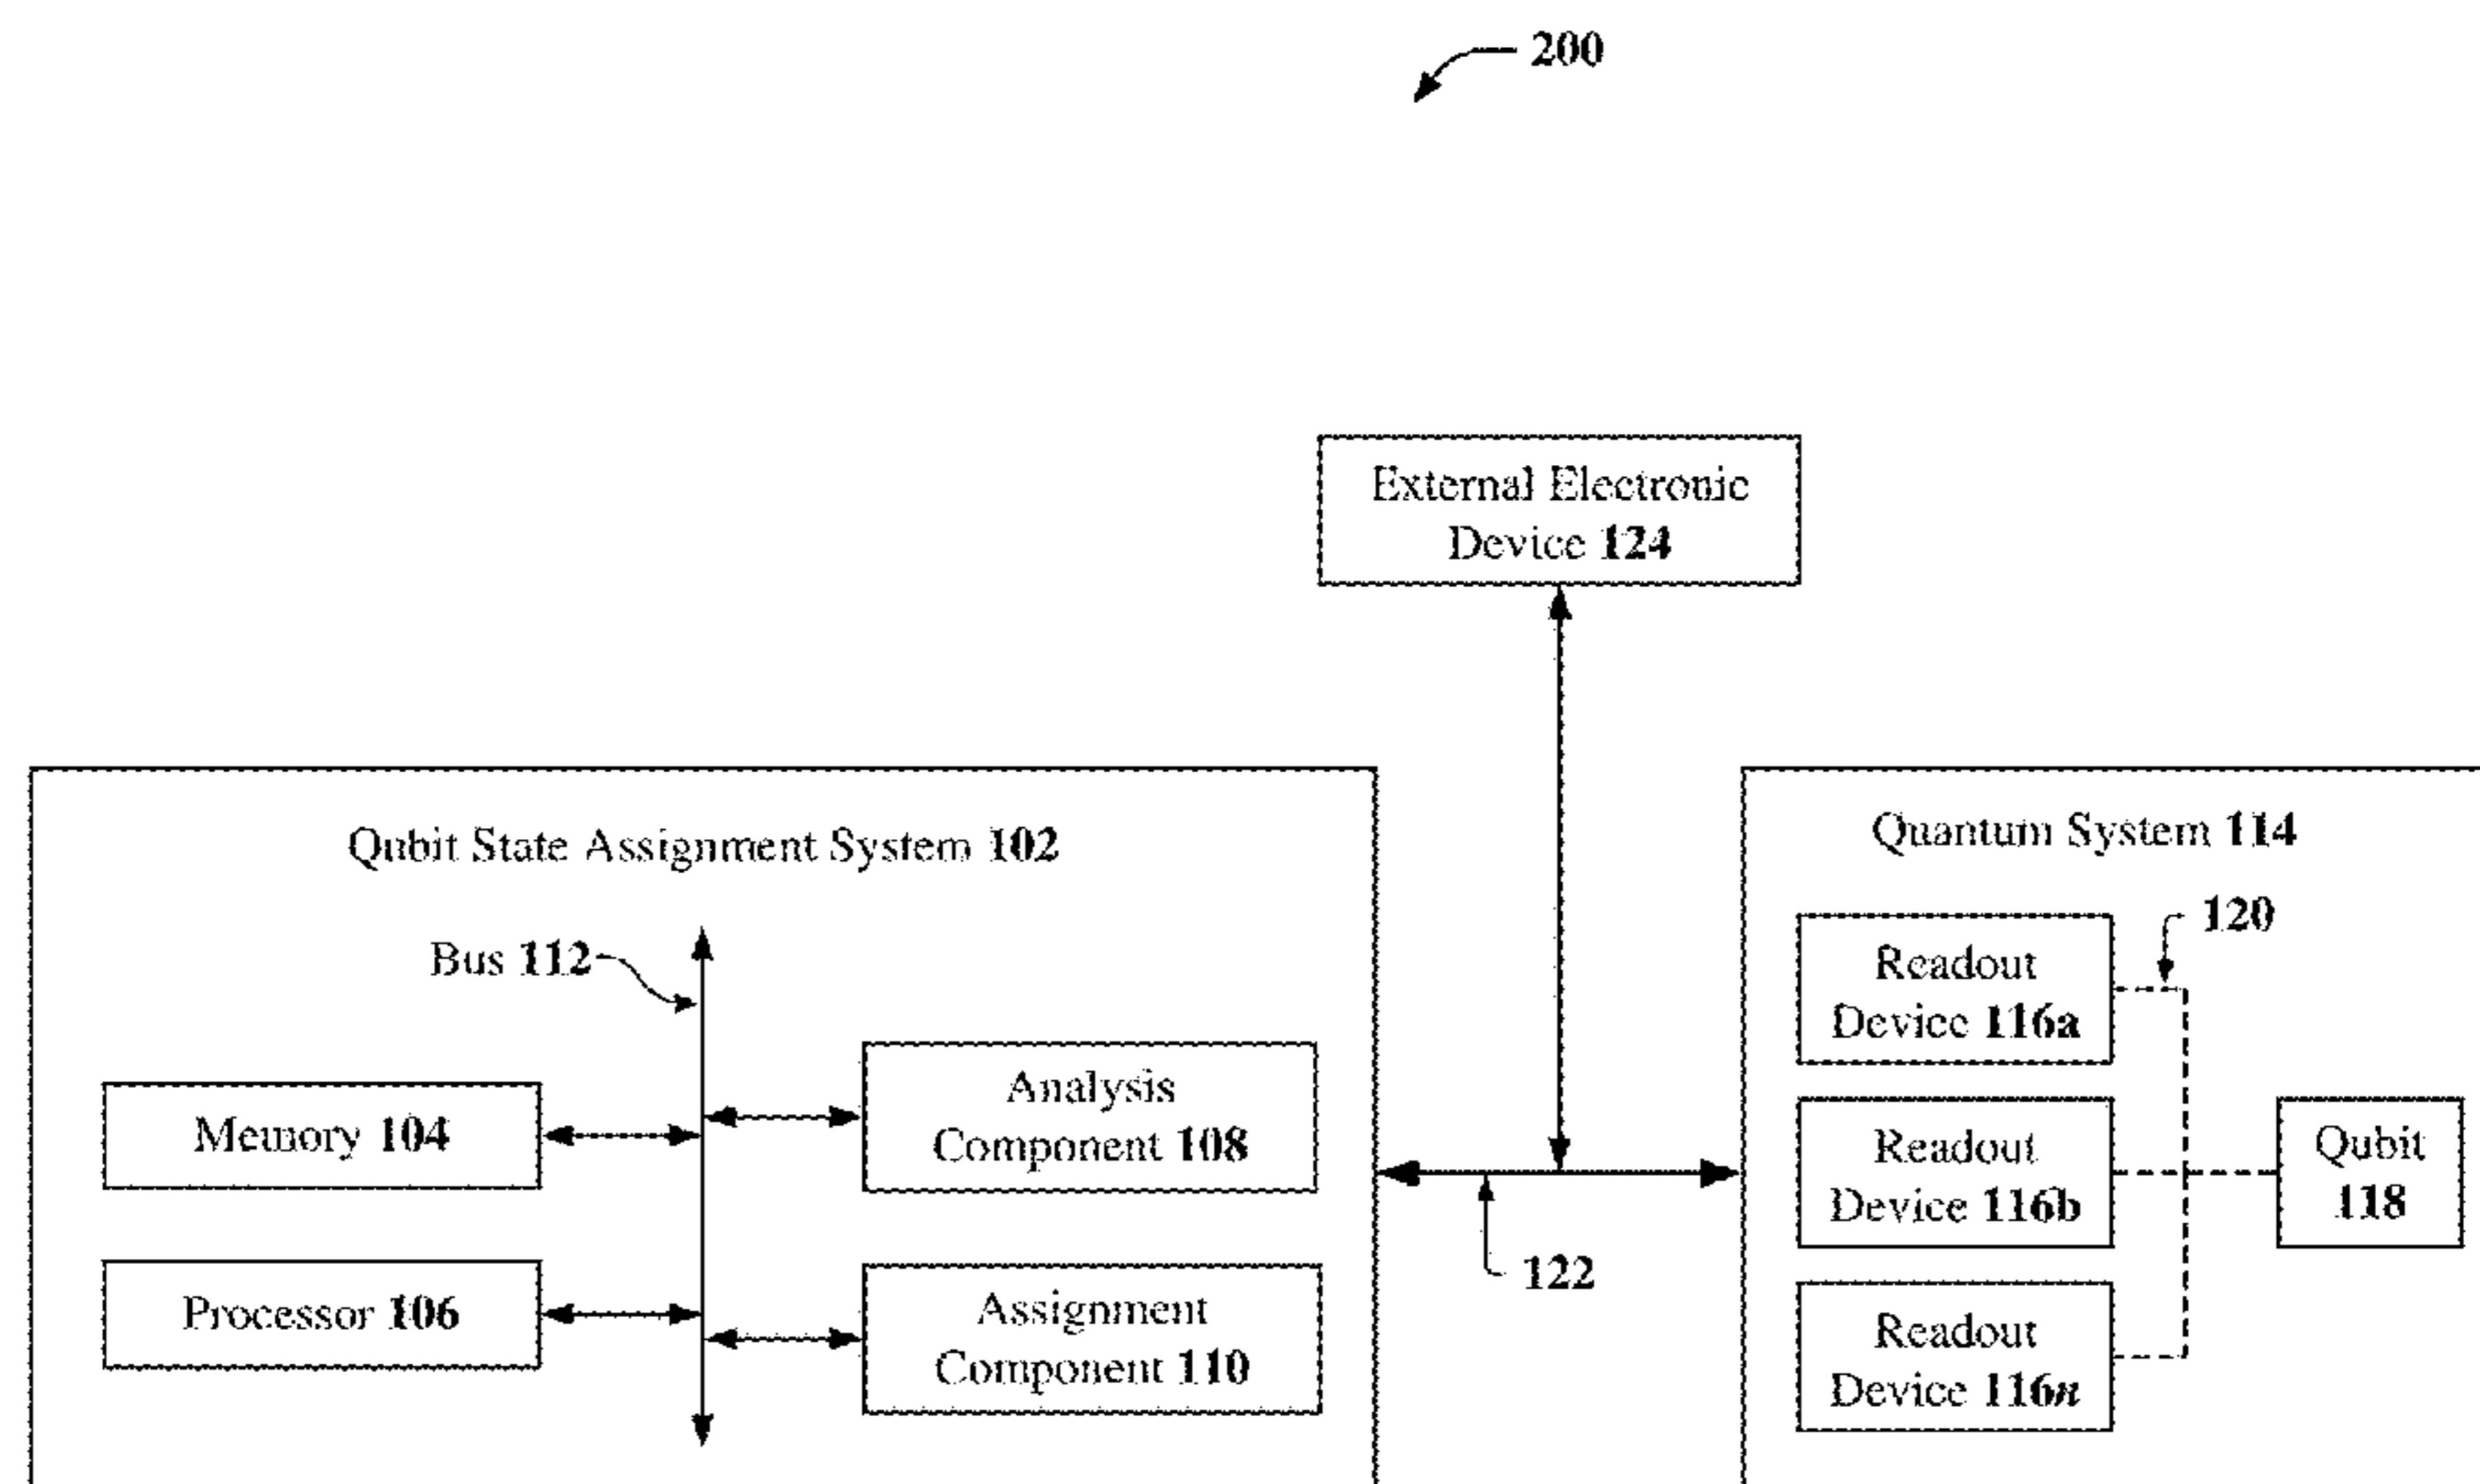 200
External Electronic
Device 124
Qubit State Assignment System 102
Bus 112
Memory 104
Processor 106
Analysis
Component 108
Assignment
Component 110
122
Quantum System 114
120
Readout
Device 116a
Readout
Device 116b
Readout
Device 116n
Qubit
118